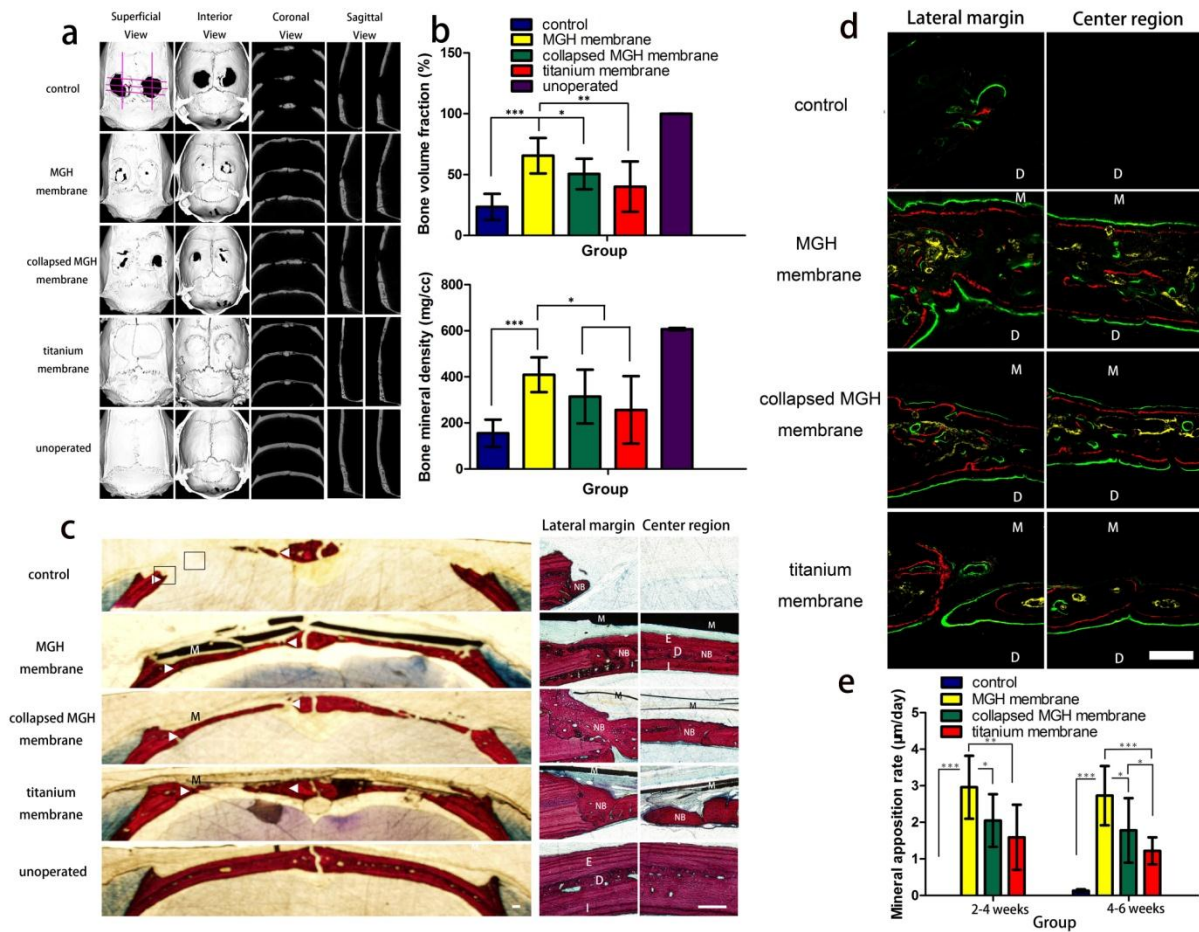 a
Superficial View
Interior View
Coronal View
Sagittal View
control
MGH membrane
collapsed MGH membrane
titanium membrane
unoperated
b
control
MGH membrane
collapsed MGH membrane
titanium membrane
unoperated
Bone volume fraction (%)
150
100
50
0
*** * **
Group
Bone mineral density (mg/cc)
800
600
400
200
0
*** *
Group
c
Lateral margin Center region
control
NB
MGH membrane
M
M M
E
D
NB NB
I
collapsed MGH membrane
M
M M
NB NB
titanium membrane
M
M M
NB NB
unoperated
E
D
I
d
Lateral margin Center region
control
D D
MGH membrane
M M
D D
collapsed MGH membrane
M M
D D
titanium membrane
M M
D D
e
control
MGH membrane
collapsed MGH membrane
titanium membrane
Mineral apposition rate (μm/day)
5
4
3
2
1
0
*** * **
*** * * ***
2-4 weeks 4-6 weeks
Group